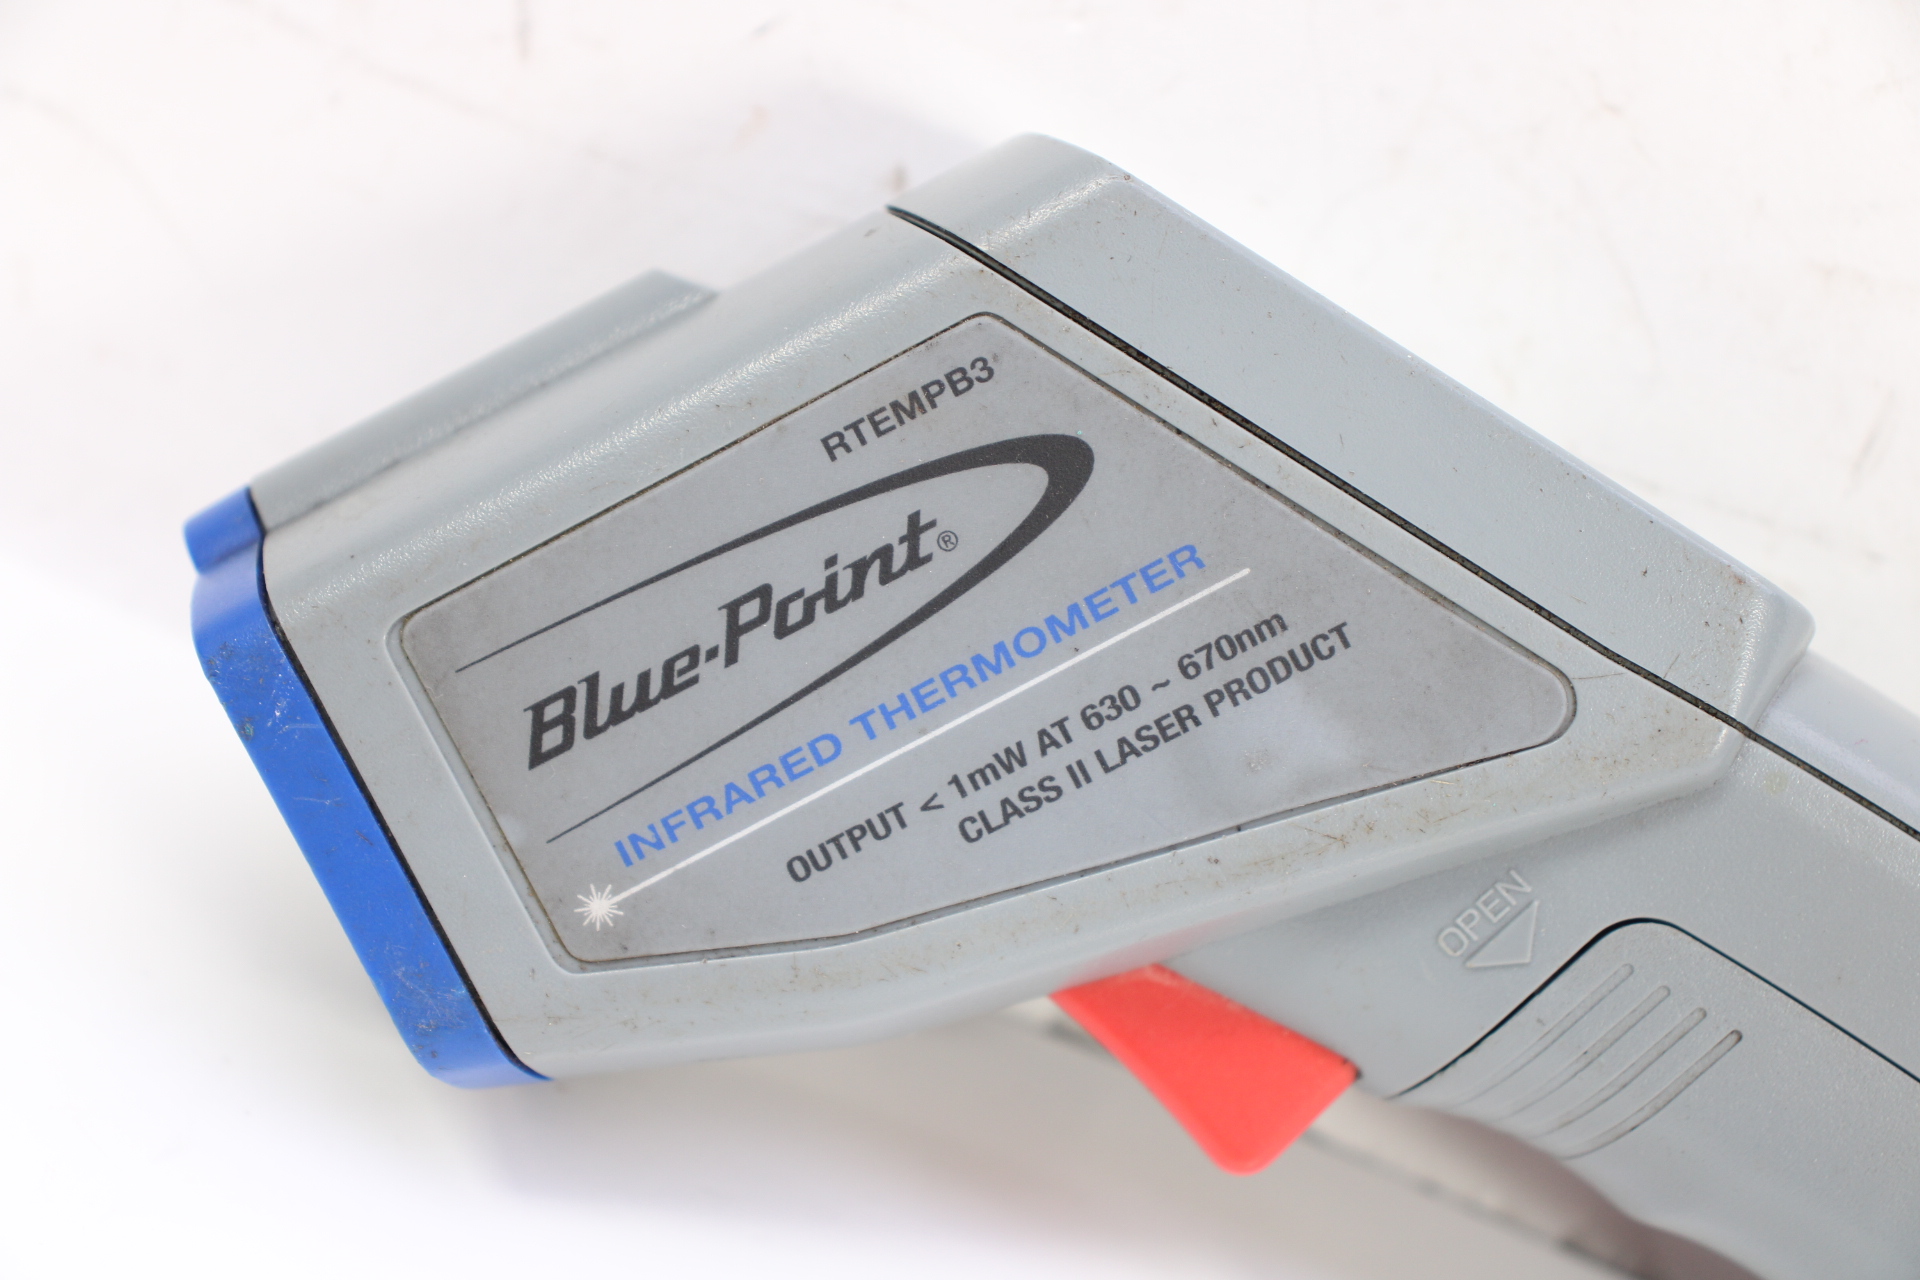 RTEMPB3
Blue-Point®
INFRARED THERMOMETER
OUTPUT < 1mW AT 630 ~ 670nm
CLASS II LASER PRODUCT
OPEN